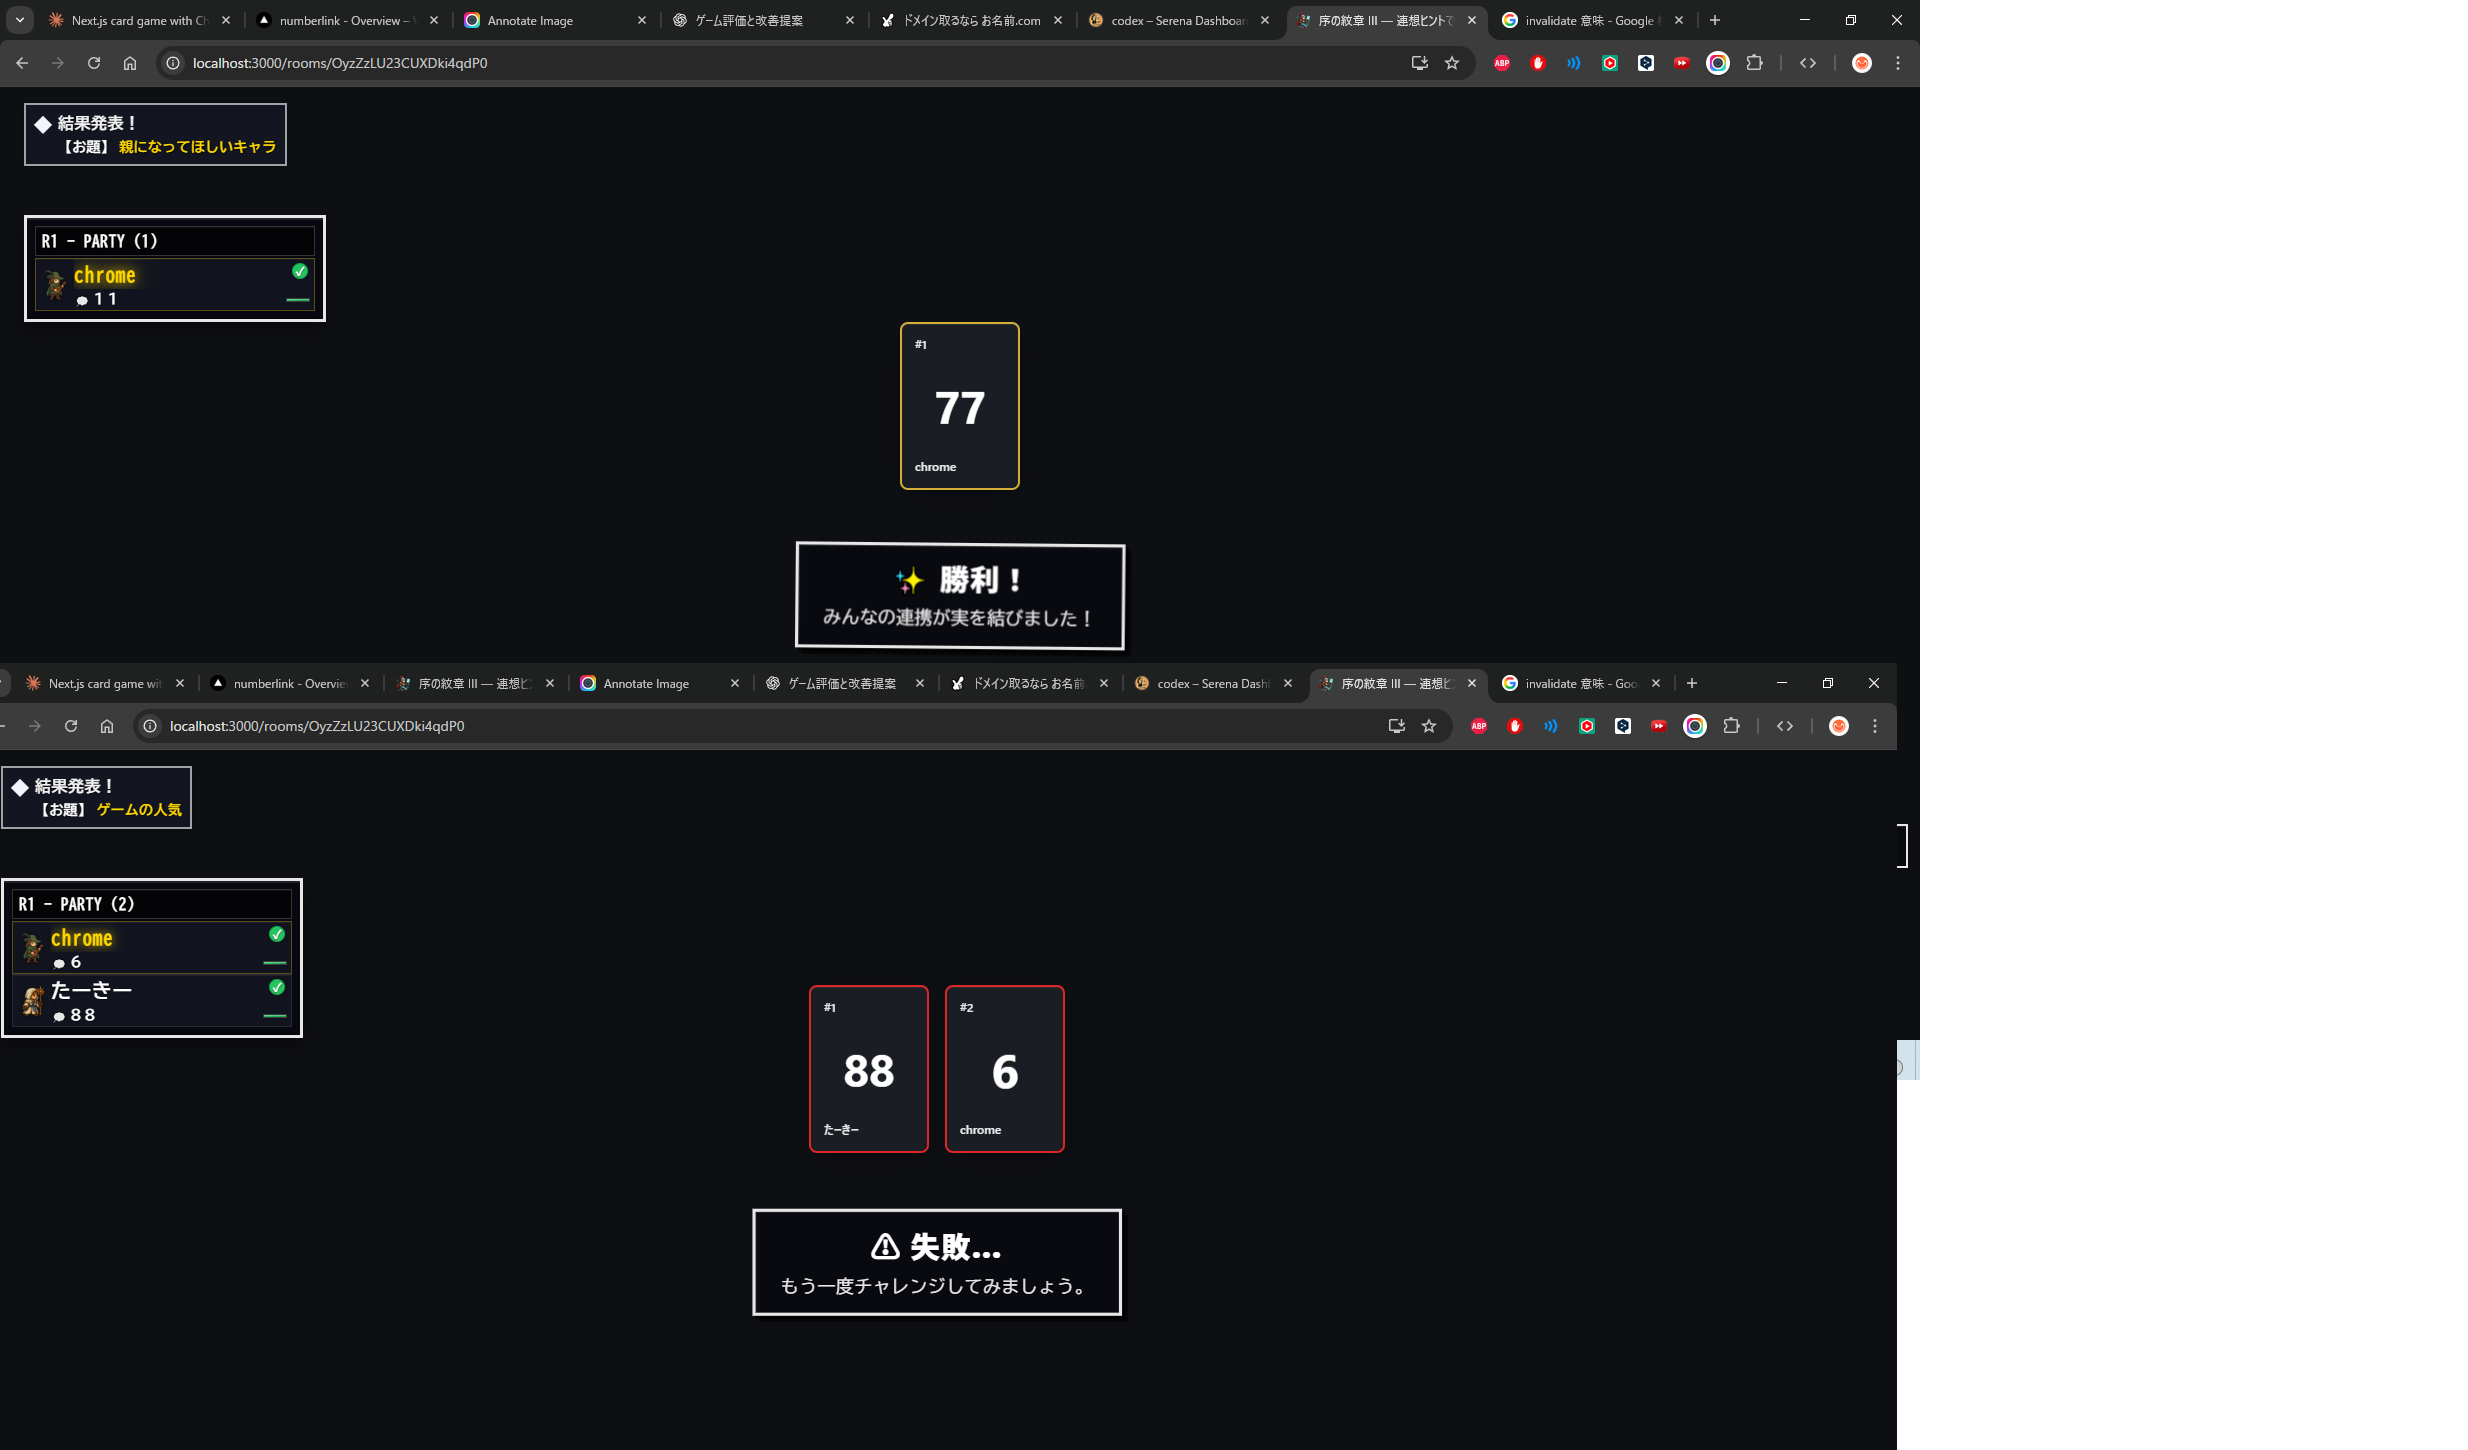 Next.js card game with Ch
numberlink - Overview –
Annotate Image
ゲーム評価と改善提案
ドメイン取るなら お名前.com
codex – Serena Dashboar
序の紋章 III — 連想ヒントで
invalidate 意味 - Google
localhost:3000/rooms/OyzZzLU23CUXDki4qdP0
ABP
結果発表！
【お題】 親になってほしいキャラ
R1 - PARTY (1)
chrome
11
#1
77
chrome
勝利！
みんなの連携が実を結びました！
Next.js card game wit
numberlink - Overvie
序の紋章 III — 連想ヒ
Annotate Image
ゲーム評価と改善提案
ドメイン取るなら お名前
codex – Serena Dash
序の紋章 III — 連想ヒ
invalidate 意味 - Goo
localhost:3000/rooms/OyzZzLU23CUXDki4qdP0
ABP
結果発表！
【お題】 ゲームの人気
R1 - PARTY (2)
chrome
6
たーきー
88
#1
88
たーきー
#2
6
chrome
失敗...
もう一度チャレンジしてみましょう。